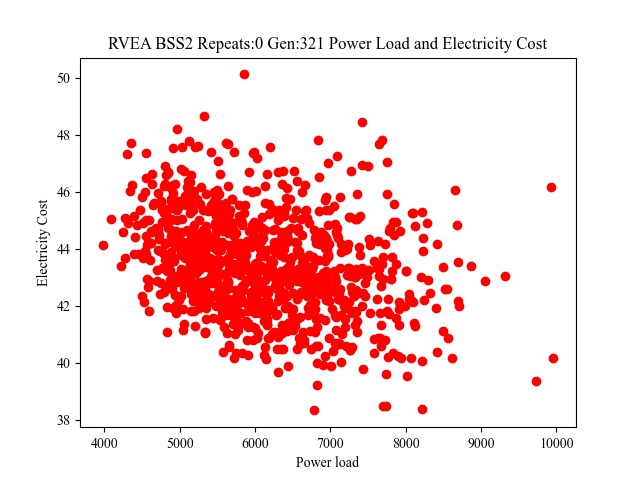 RVEA BSS2 Repeats:0 Gen:321 Power Load and Electricity Cost
50
48
46
44
42
40
38
Electricity Cost
4000 5000 6000 7000 8000 9000 10000
Power load